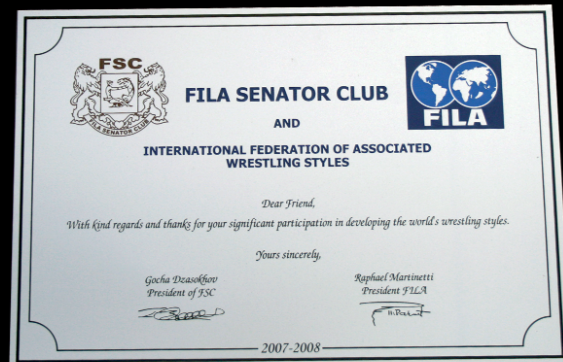 FSC
FILA SENATOR CLUB
FILA SENATOR CLUB
FILA
AND
INTERNATIONAL FEDERATION OF ASSOCIATED
WRESTLING STYLES
Dear Friend,
With kind regards and thanks for your significant participation in developing the world's wrestling styles.
Yours sincerely,
Gocha Dzasokhov
President of FSC
Raphael Martinetti
President FILA
2007-2008